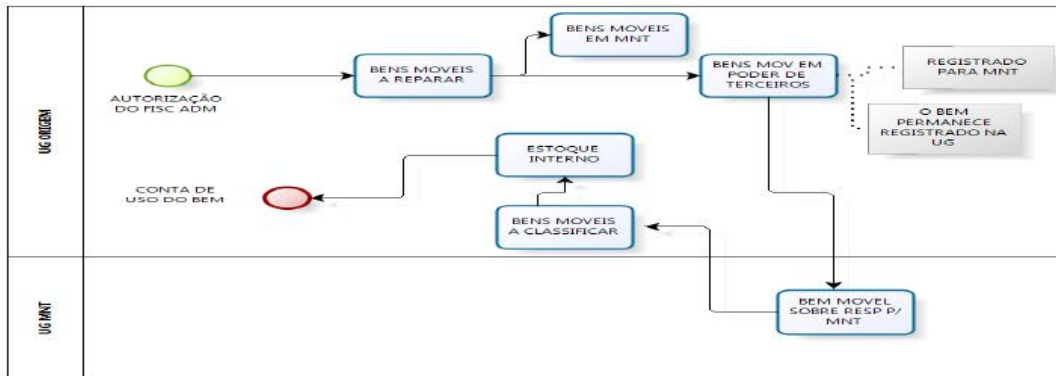 UG ORIGEM
AUTORIZAÇÃO
DO FISC ADM
BENS MOVEIS
A REPARAR
BENS MOVEIS
EM MNT
BENS MOV EM
PODER DE
TERCEIROS
REGISTRADO
PARA MNT
O BEM
PERMANECE
REGISTRADO NA
UG
ESTOQUE
INTERNO
CONTA DE
USO DO BEM
BENS MOVEIS
A CLASSIFICAR
UG MNT
BEM MOVEL
SOBRE RESP P/
MNT